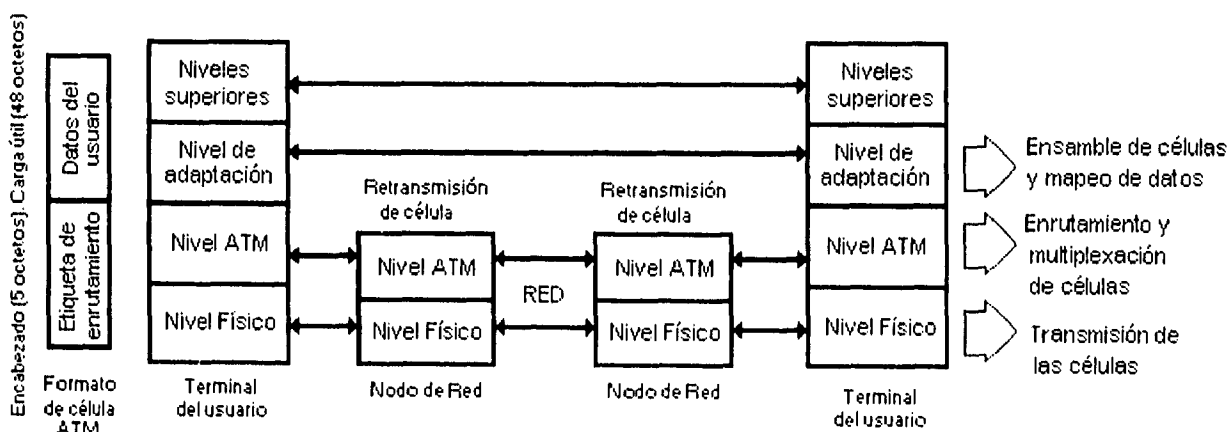 Encabezado (5 octetos). Carga útil (48 octetos)
Datos del
usuario
Etiqueta de
enrutamiento
Formato
de célula
ATM
Niveles
superiores
Nivel de
adaptación
Nivel ATM
Nivel Físico
Terminal
del usuario
Retransmisión
de célula
Nivel ATM
Nivel Físico
Nodo de Red
RED
Retransmisión
de célula
Nivel ATM
Nivel Físico
Nodo de Red
Niveles
superiores
Nivel de
adaptación
Nivel ATM
Nivel Físico
Terminal
del usuario
Ensamble de células
y mapeo de datos
Enrutamiento y
multiplexación
de células
Transmisión de
las células